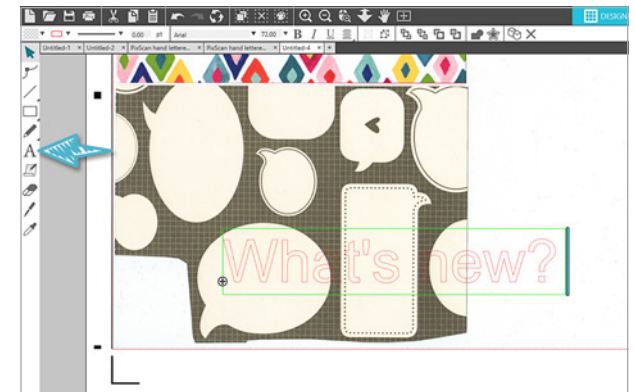 DESIGN
0.00 pt Arial 72.00 B I U
Untitled-1 × Untitled-2 × PixScan hand lettere... × PixScan hand lettere... × Untitled-4 × +
A
What's new?